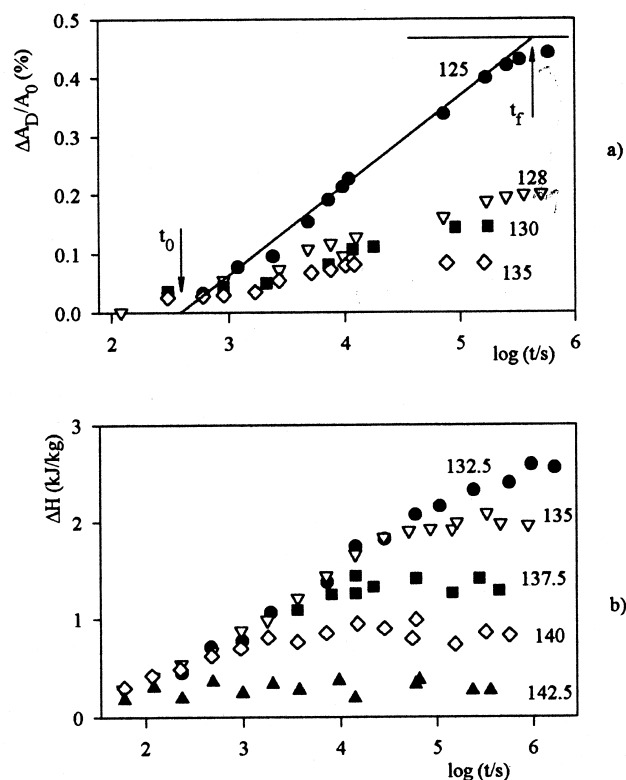 0.5
0.4
0.3
0.2
0.1
0.0
ΔA_D/A_0 (%)
125
t_f
a)
128
t_0
130
135
2 3 4 5 6
log (t/s)
3
2
1
0
ΔH (kJ/kg)
132.5
135
137.5
b)
140
142.5
2 3 4 5 6
log (t/s)